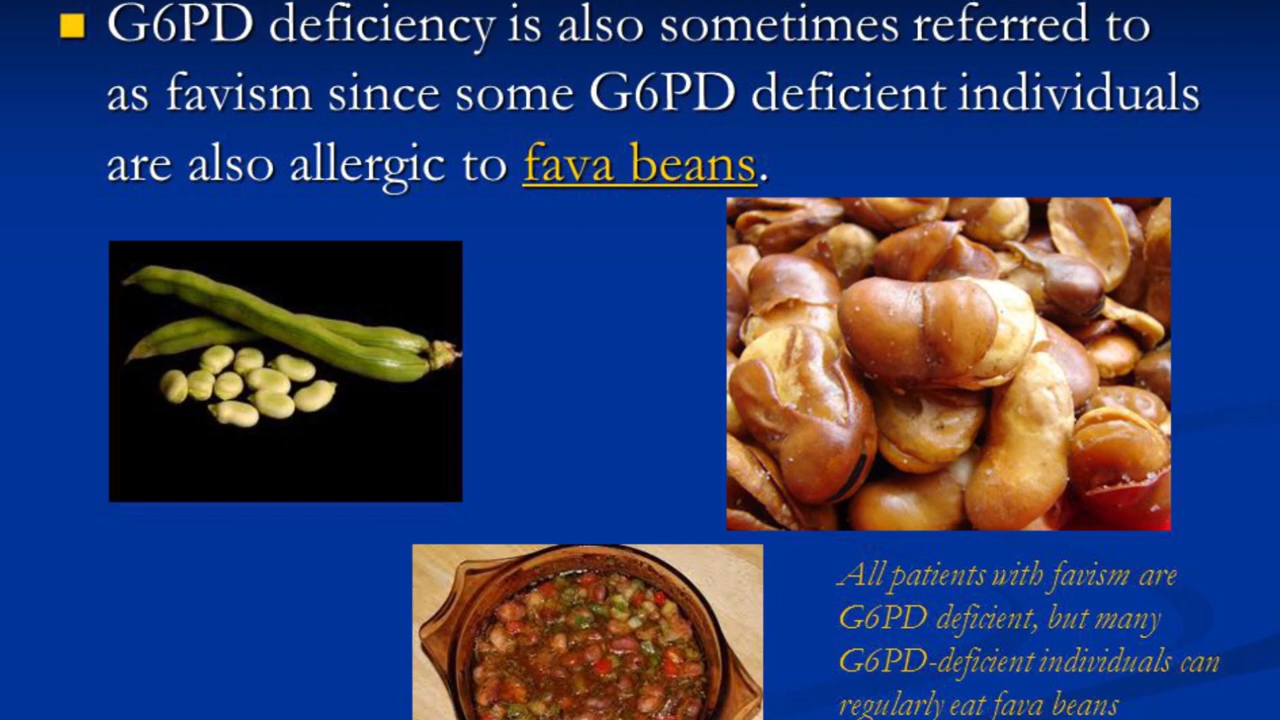 G6PD deficiency is also sometimes referred to
as favism since some G6PD deficient individuals
are also allergic to fava beans.
All patients with favism are
G6PD deficient, but many
G6PD-deficient individuals can
regularly eat fava beans